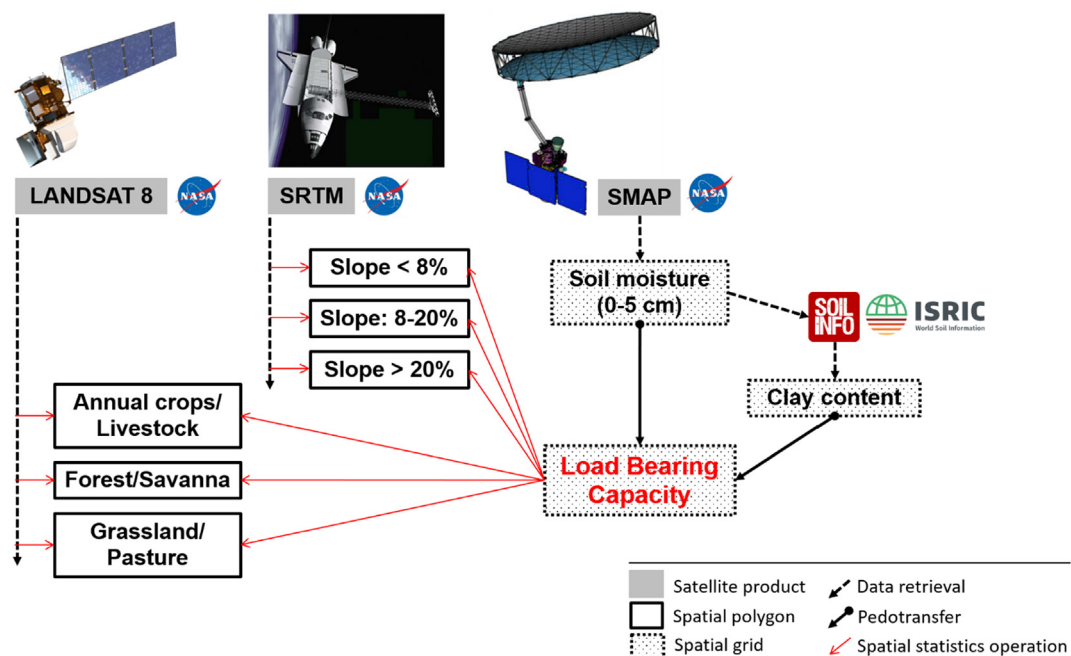 LANDSAT 8
NASA
SRTM
NASA
SMAP
NASA
Slope < 8%
Slope: 8-20%
Slope > 20%
Soil moisture
(0-5 cm)
SOIL
INFO
ISRIC
World Soil Information
Clay content
Annual crops/
Livestock
Forest/Savanna
Grassland/
Pasture
Load Bearing
Capacity
Satellite product
Spatial polygon
Spatial grid
Data retrieval
Pedotransfer
Spatial statistics operation